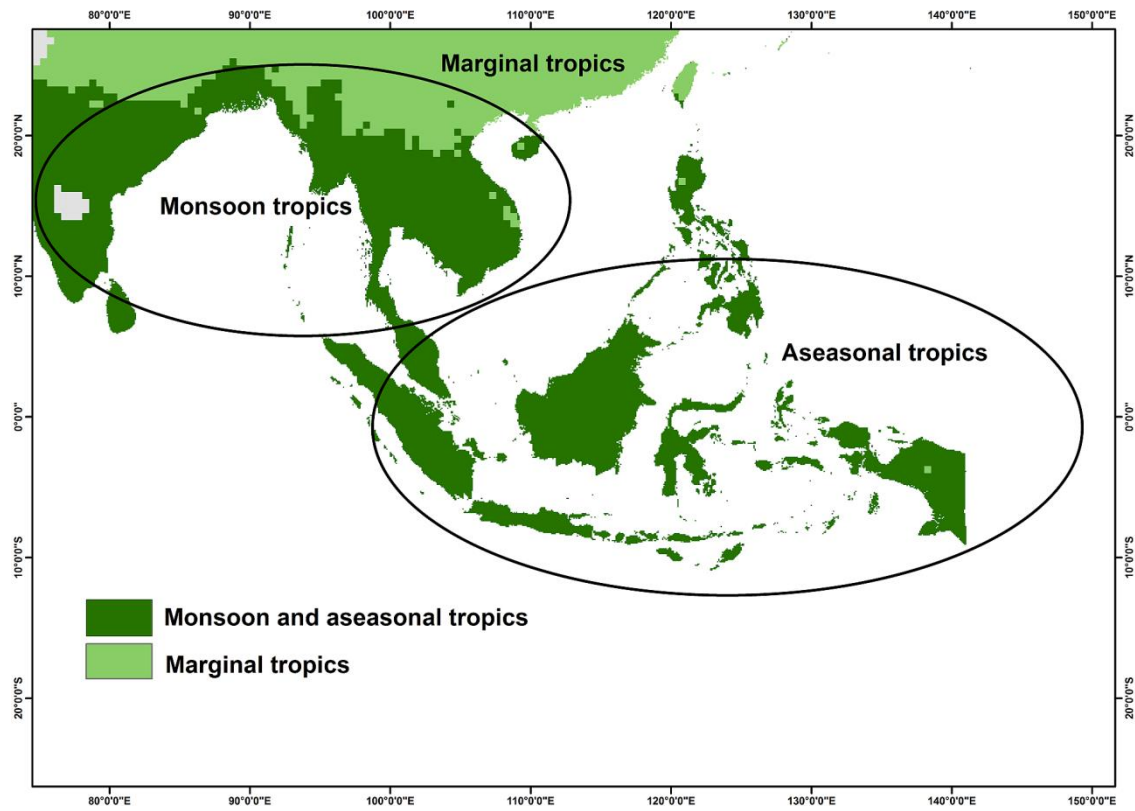 80°0'0"E 90°0'0"E 100°0'0"E 110°0'0"E 120°0'0"E 130°0'0"E 140°0'0"E 150°0'0"E
Marginal tropics
20°0'0"N 20°0'0"N
Monsoon tropics
10°0'0"N 10°0'0"N
Aseasonal tropics
0°0'0" 0°0'0"
10°0'0"S 10°0'0"S
Monsoon and aseasonal tropics
Marginal tropics
20°0'0"S 20°0'0"S
80°0'0"E 90°0'0"E 100°0'0"E 110°0'0"E 120°0'0"E 130°0'0"E 140°0'0"E 150°0'0"E